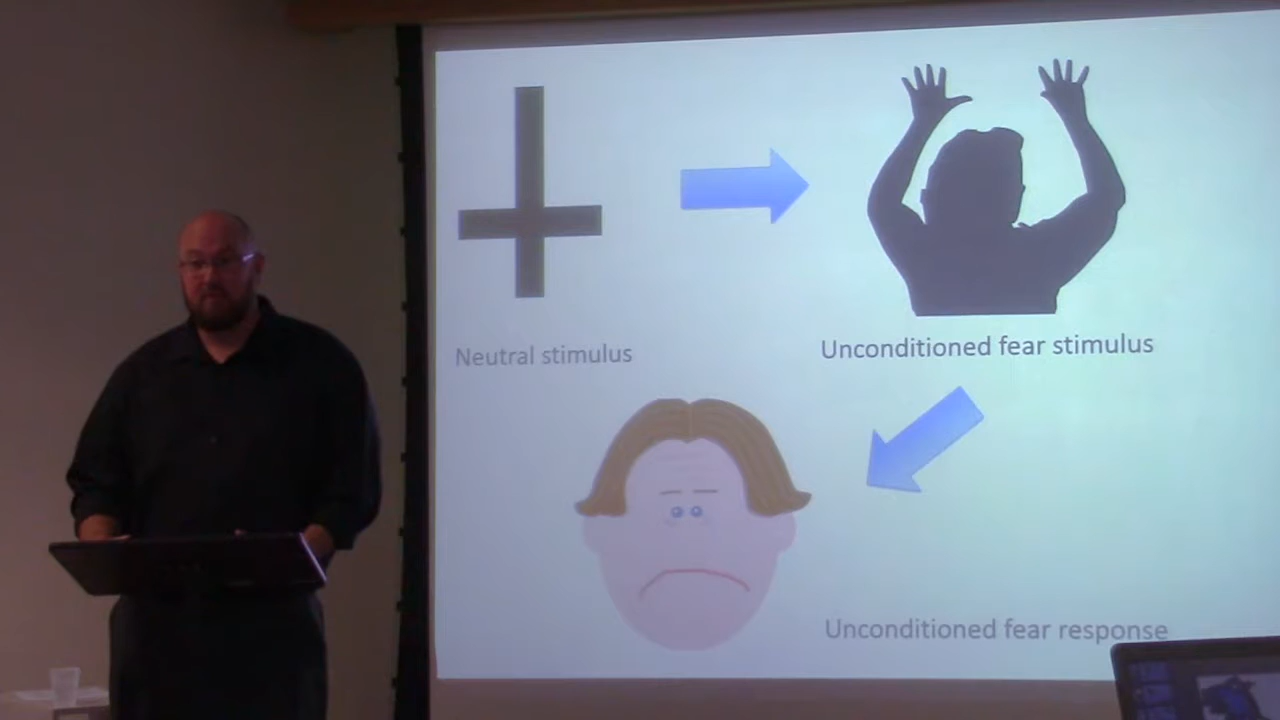 Neutral stimulus
Unconditioned fear stimulus
Unconditioned fear response